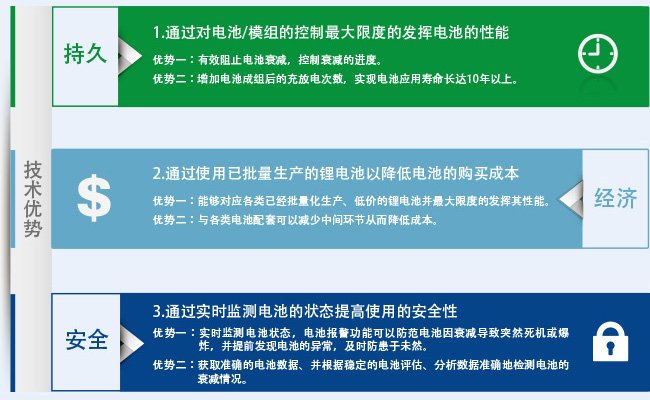 技术优势
持久
1.通过对电池/模组的控制最大限度的发挥电池的性能
优势一：有效阻止电池衰减，控制衰减的进度。
优势二：增加电池成组后的充放电次数，实现电池应用寿命长达10年以上。
$
2.通过使用已批量生产的锂电池以降低电池的购买成本
优势一：能够对应各类已经批量化生产、低价的锂电池并最大限度的发挥其性能。
优势二：与各类电池配套可以减少中间环节从而降低成本。
经济
安全
3.通过实时监测电池的状态提高使用的安全性
优势一：实时监测电池状态，电池报警功能可以防范电池因衰减导致突然死机或爆
炸，并提前发现电池的异常，及时防患于未然。
优势二：获取准确的电池数据、并根据稳定的电池评估、分析数据准确地检测电池的
衰减情况。